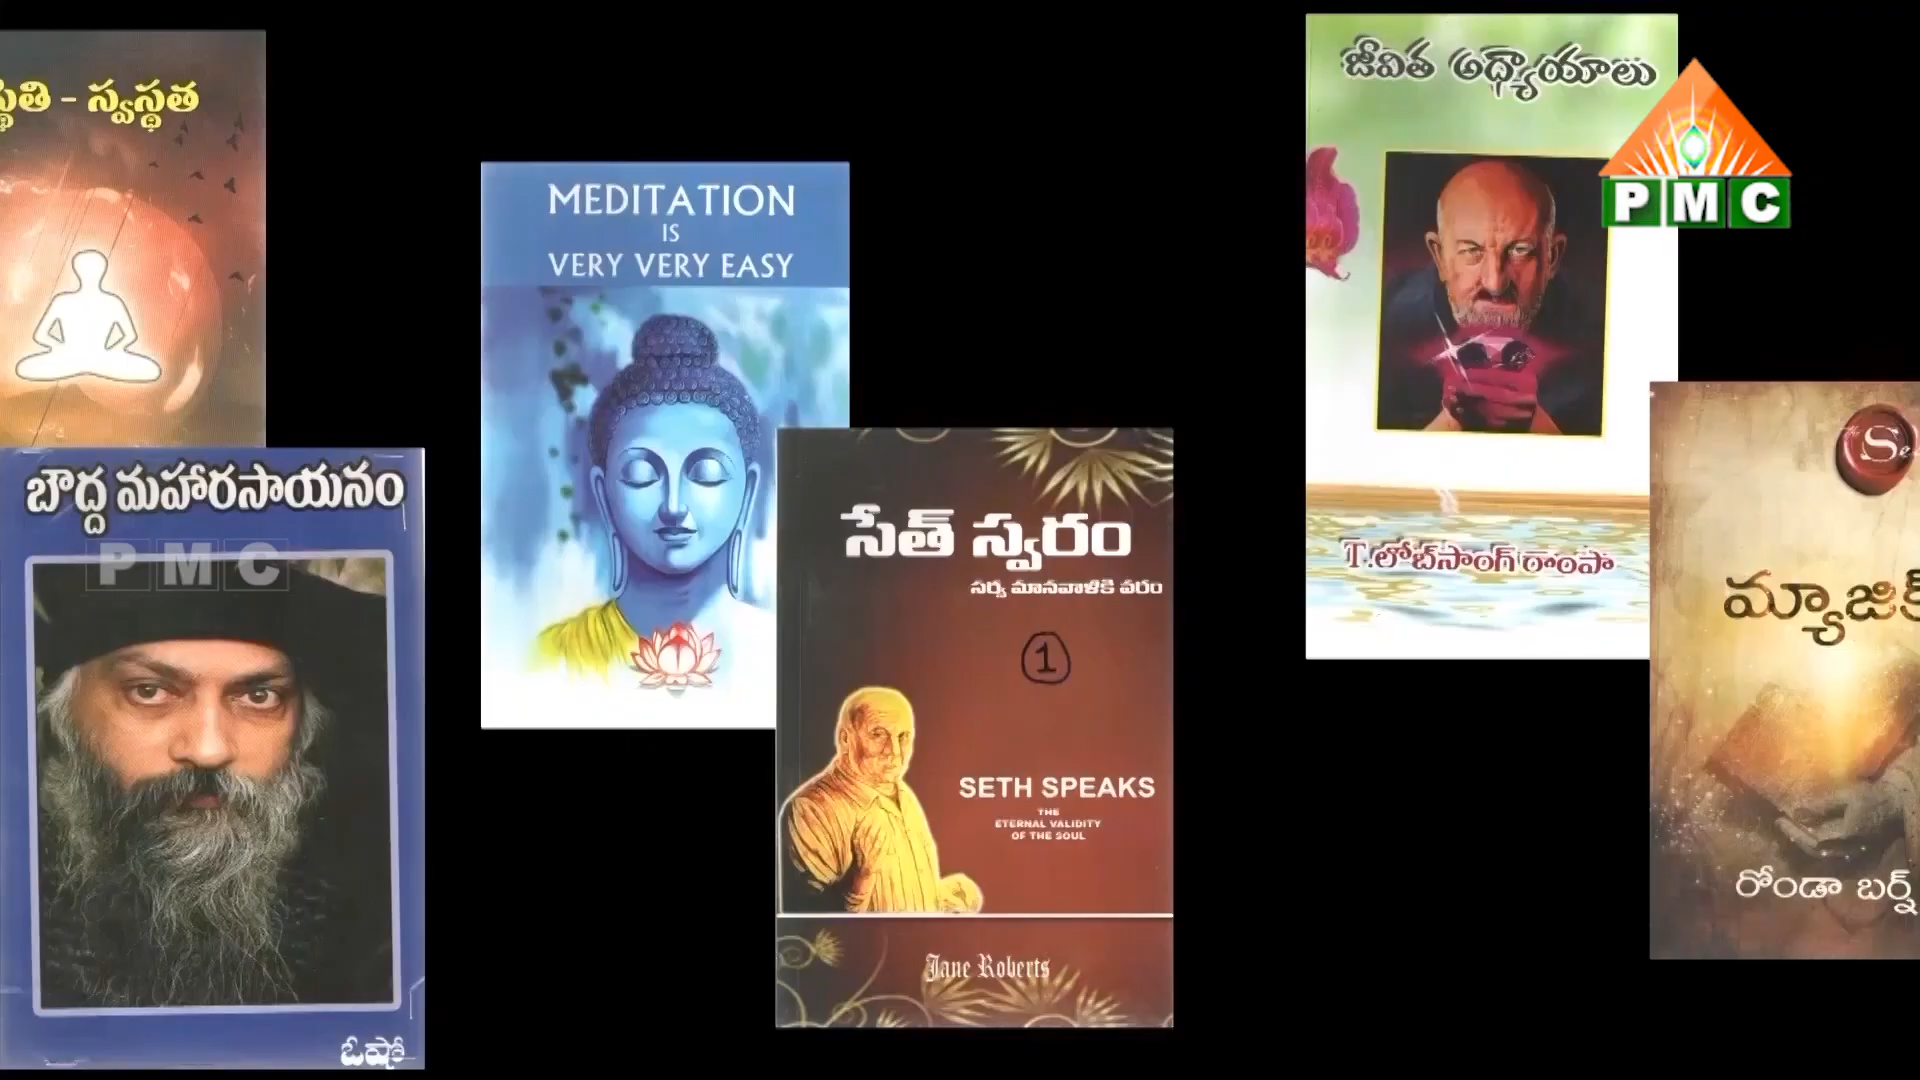 స్థితి - స్వస్థత
బౌద్ధ మహారసాయనం
PMC
ఓషో
MEDITATION
IS
VERY VERY EASY
సేత్ స్వరం
సర్వ మానవాళికి వరం
1
SETH SPEAKS
THE
ETERNAL VALIDITY
OF THE SOUL
Jane Roberts
జీవిత అధ్యాయాలు
T.లోబ్‌సాంగ్ రాంపా
PMC
మ్యాజిక్
రోండా బర్న్